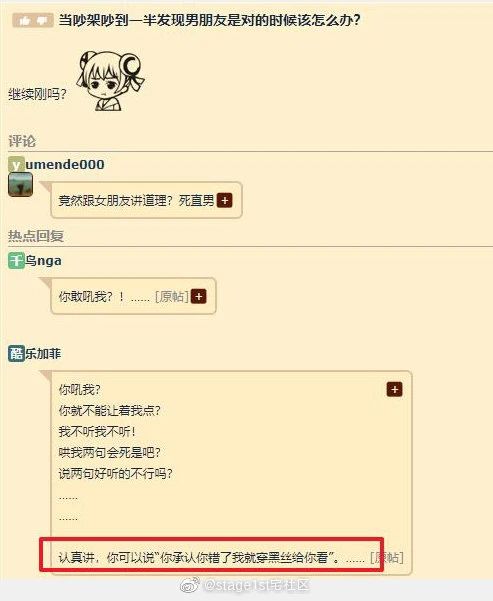 当吵架吵到一半发现男朋友是对的时候该怎么办？
继续刚吗？
评论
yumende000
竟然跟女朋友讲道理？死直男
热点回复
千鸟nga
你敢吼我？！…… [原帖]
酷乐加菲
你吼我？
你就不能让着我点？
我不听我不听！
哄我两句会死是吧？
说两句好听的不行吗？
……
……
认真讲，你可以说“你承认你错了我就穿黑丝给你看”。…… [原帖]
@stage1st宅社区